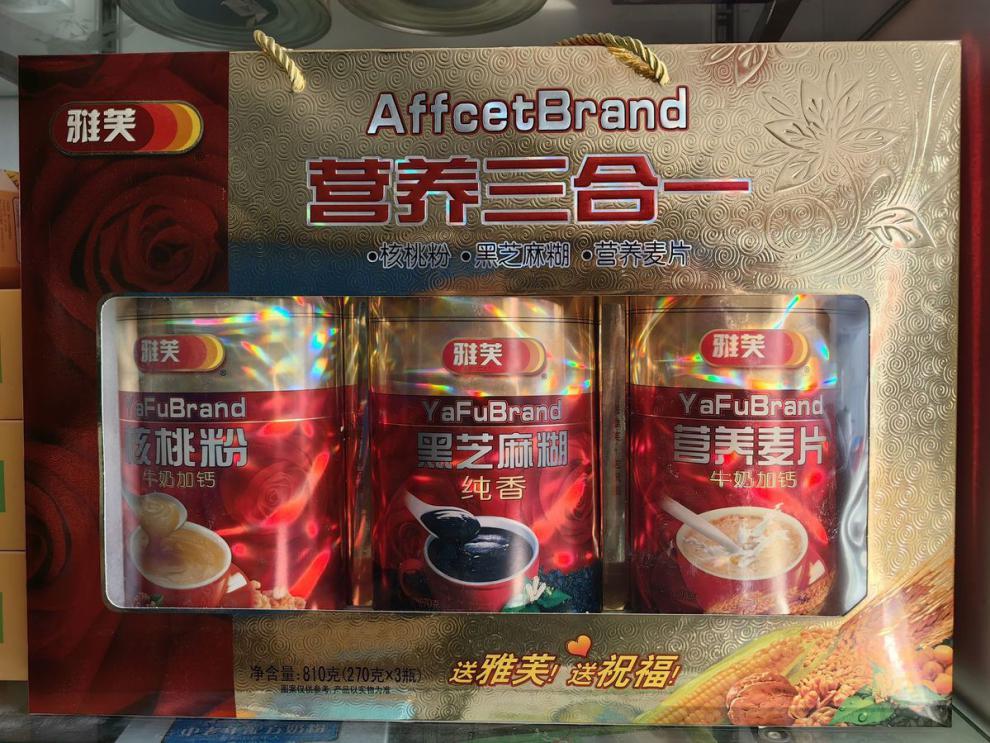 雅芙
AffcetBrand
营养三合一
•核桃粉 •黑芝麻糊 •营养麦片
雅芙
YaFuBrand
核桃粉
牛奶加钙
雅芙
YaFuBrand
黑芝麻糊
纯香
雅芙
YaFuBrand
营养麦片
牛奶加钙
净含量:810克(270克×3瓶)
图案仅供参考,产品以实物为准
送雅芙!送祝福!